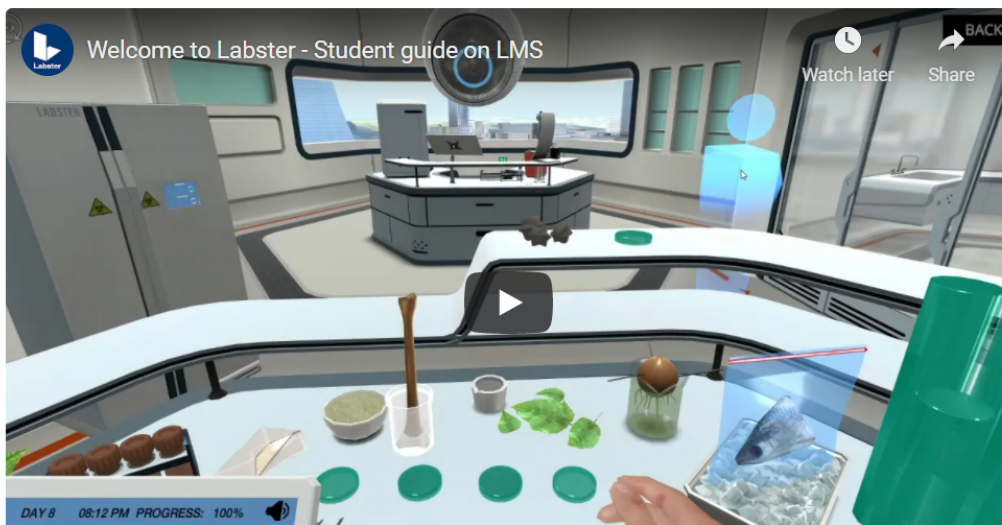 Labster
Welcome to Labster - Student guide on LMS
Watch later
Share
BACK
LABSTER
DAY 8 08:12 PM PROGRESS: 100%